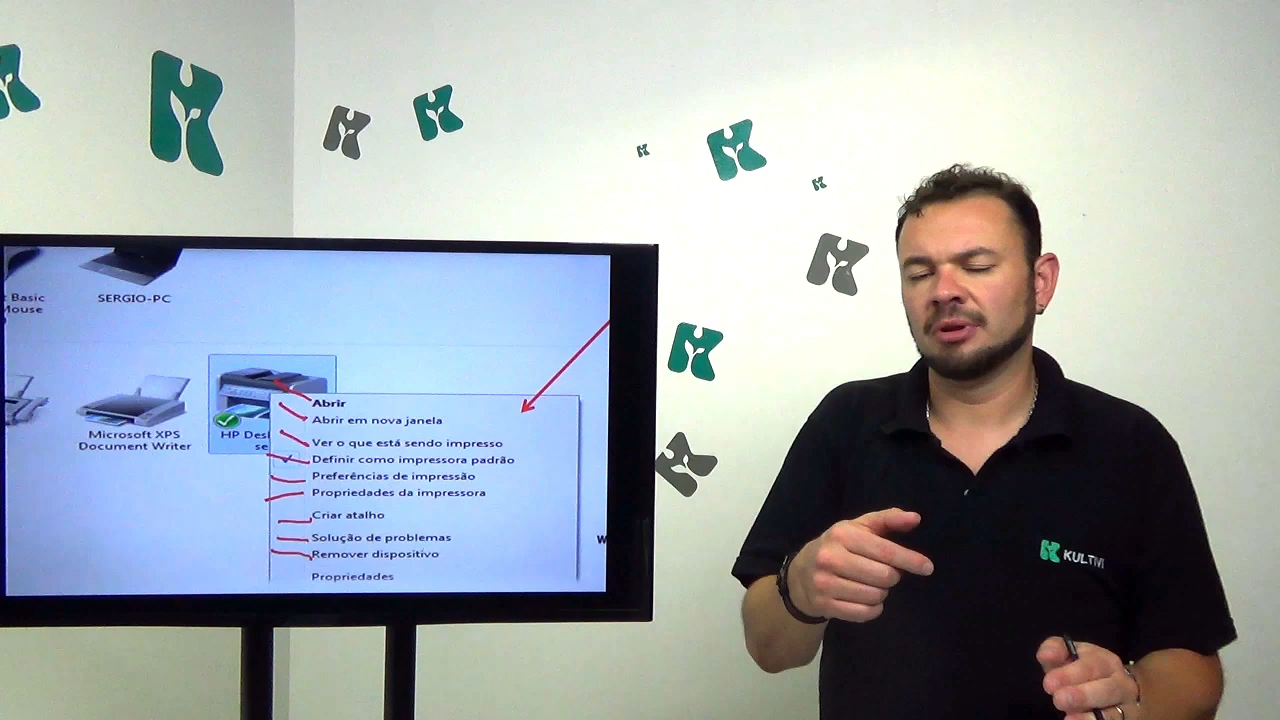 t Basic
Mouse
SERGIO-PC
Microsoft XPS
Document Writer
HP Des
se
Abrir
Abrir em nova janela
Ver o que está sendo impresso
Definir como impressora padrão
Preferências de impressão
Propriedades da impressora
Criar atalho
Solução de problemas
Remover dispositivo
Propriedades
W
KULTIVI